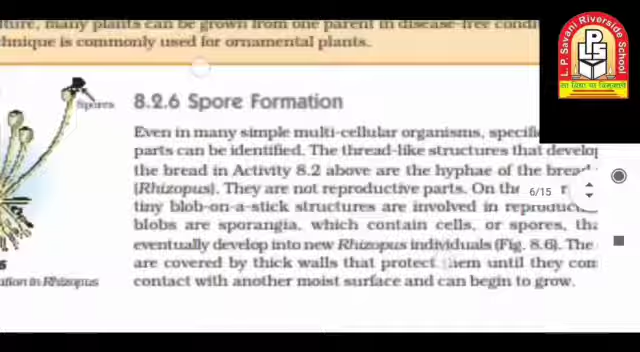 ture, many plants can be grown from one parent in disease-free condi
chnique is commonly used for ornamental plants.
Spores
8.2.6 Spore Formation
Even in many simple multi-cellular organisms, specific
parts can be identified. The thread-like structures that develop
the bread in Activity 8.2 above are the hyphae of the bread
(Rhizopus). They are not reproductive parts. On the
tiny blob-on-a-stick structures are involved in reproduc
blobs are sporangia, which contain cells, or spores, tha
eventually develop into new Rhizopus individuals (Fig. 8.6). The
are covered by thick walls that protect them until they com
contact with another moist surface and can begin to grow.
6
ation in Rhizopus
6/15
L. P. Savani Riverside School
LPS